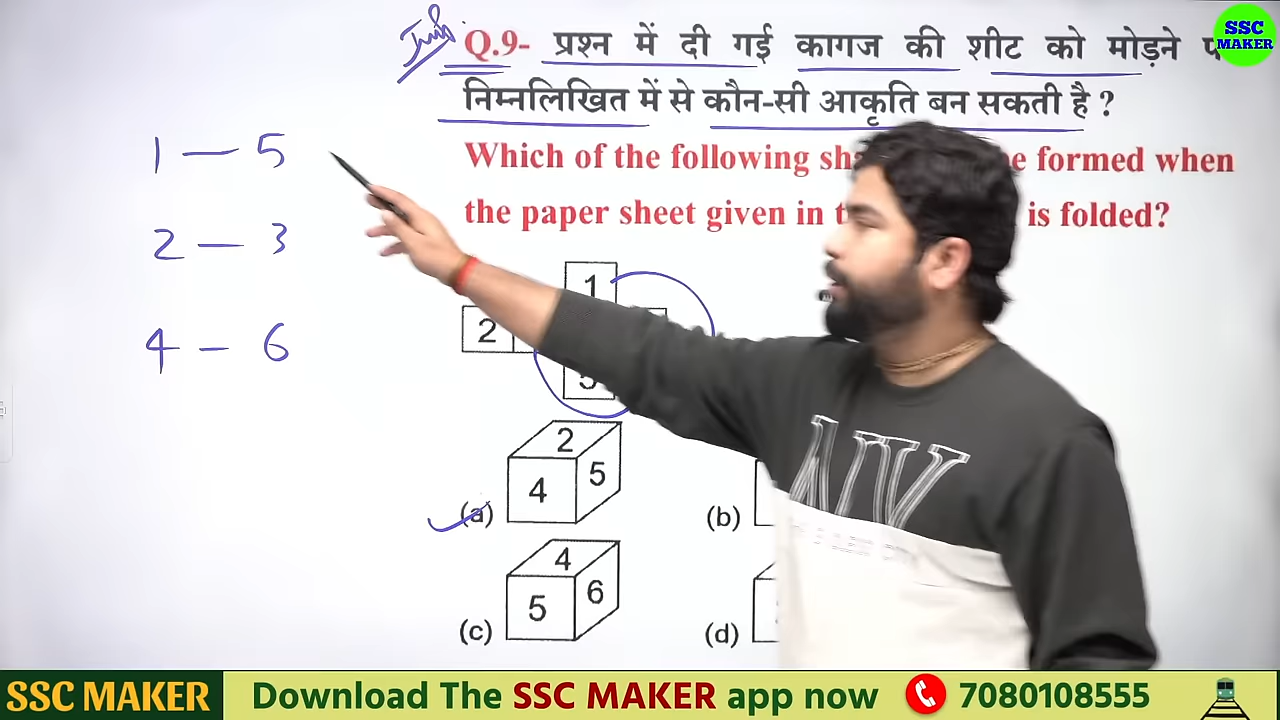 SSC
MAKER
Q.9- प्रश्न में दी गई कागज की शीट को मोड़ने
निम्नलिखित में से कौन-सी आकृति बन सकती है ?
Which of the following formed when
the paper sheet given in is folded?
1 – 5
2 – 3
4 – 6
1
2
5
2
4 5
(a) (b)
4
5 6
(c) (d)
SSC MAKER Download The SSC MAKER app now 7080108555